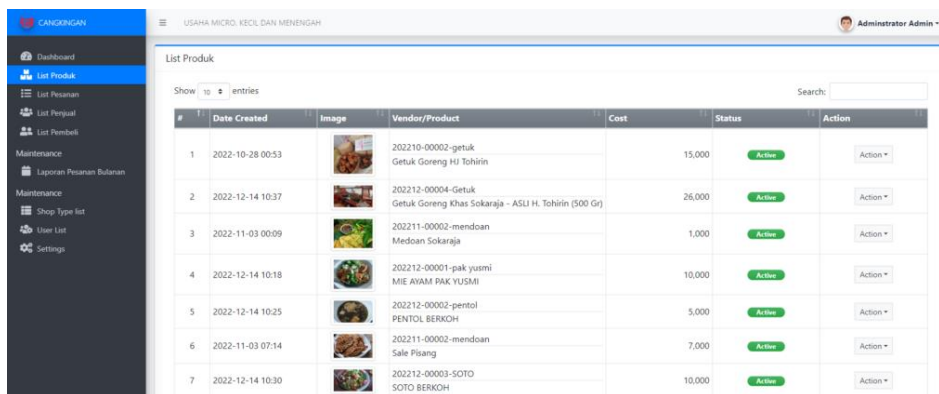 CANGKINGAN
USAHA MICRO, KECIL DAN MENENGAH
Adminstrator Admin
Dashboard
List Produk
List Pesanan
List Penjual
List Pembeli
Maintenance
Laporan Pesanan Bulanan
Maintenance
Shop Type list
User List
Settings
List Produk
Show 10 entries
Search:
# Date Created Image Vendor/Product Cost Status Action
1 2022-10-28 00:53 202210-00002-getuk 15,000 Active Action
Getuk Goreng HJ Tohirin
2 2022-12-14 10:37 202212-00004-Getuk 26,000 Active Action
Getuk Goreng Khas Sokaraja - ASLI H. Tohirin (500 Gr)
3 2022-11-03 00:09 202211-00002-mendoan 1,000 Active Action
Medoan Sokaraja
4 2022-12-14 10:18 202212-00001-pak yusmi 10,000 Active Action
MIE AYAM PAK YUSMI
5 2022-12-14 10:25 202212-00002-pentol 5,000 Active Action
PENTOL BERKOH
6 2022-11-03 07:14 202211-00002-mendoan 7,000 Active Action
Sale Pisang
7 2022-12-14 10:30 202212-00003-SOTO 10,000 Active Action
SOTO BERKOH